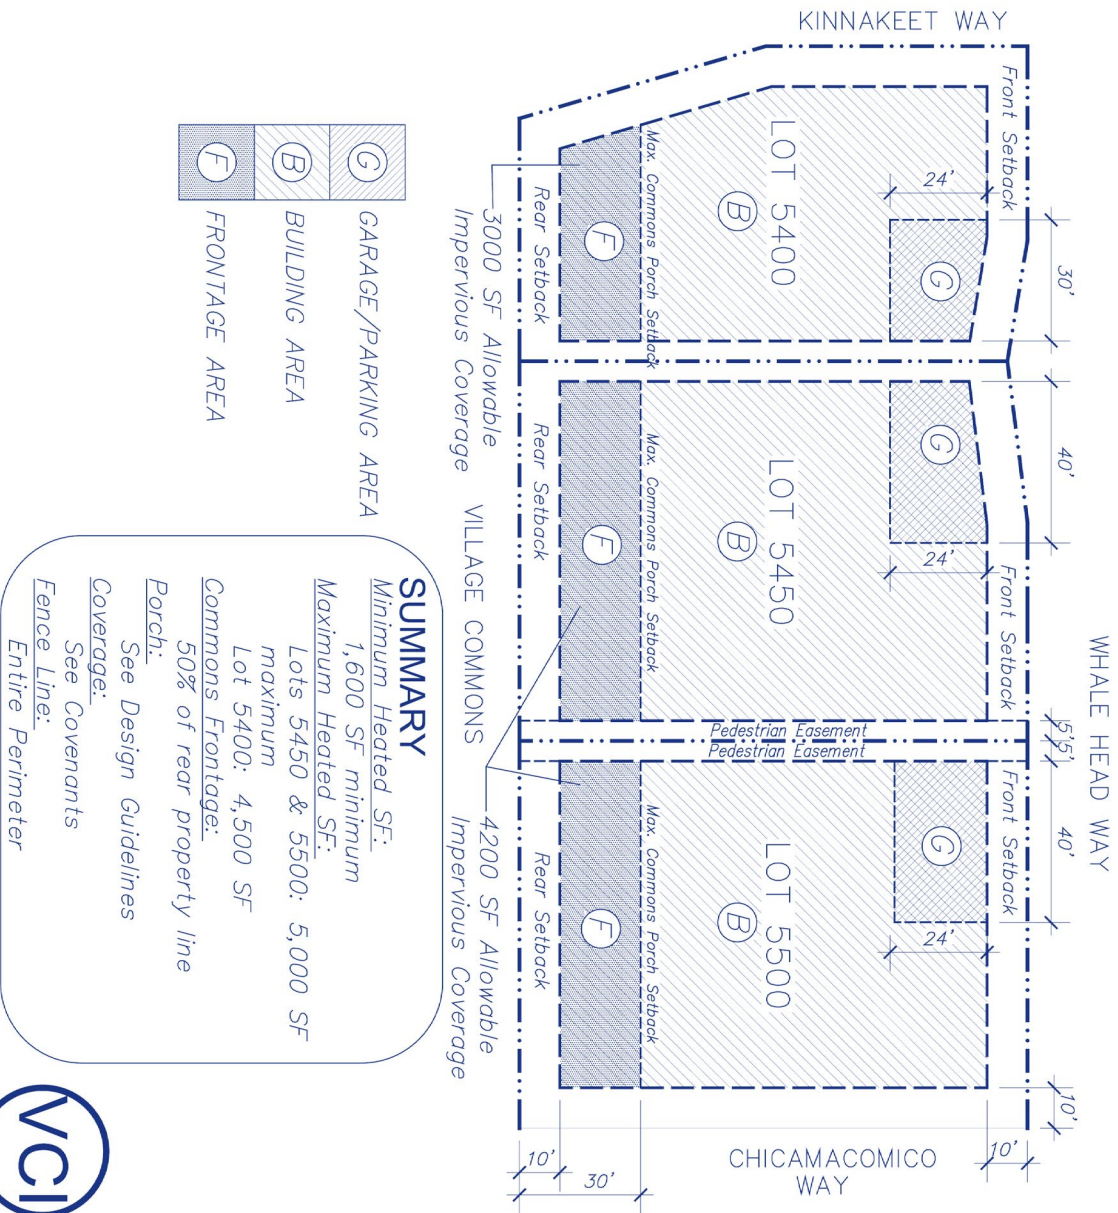 WHALE HEAD WAY
KINNAKEET WAY
CHICAMACOMICO
WAY
Front Setback
Front Setback
Front Setback
30'
40'
5'
5'
40'
10'
10'
24'
24'
24'
G
G
G
LOT 5400
LOT 5450
LOT 5500
B
B
B
Pedestrian Easement
Pedestrian Easement
Max. Commons Porch Setback
Max. Commons Porch Setback
Max. Commons Porch Setback
F
F
F
Rear Setback
Rear Setback
Rear Setback
10'
30'
3000 SF Allowable
Impervious Coverage
VILLAGE COMMONS
4200 SF Allowable
Impervious Coverage
G
GARAGE/PARKING AREA
B
BUILDING AREA
F
FRONTAGE AREA
SUMMARY
Minimum Heated SF:
1,600 SF minimum
Maximum Heated SF:
Lots 5450 & 5500: 5,000 SF
maximum
Lot 5400: 4,500 SF
Commons Frontage:
50% of rear property line
Porch:
See Design Guidelines
Coverage:
See Covenants
Fence Line:
Entire Perimeter
VCI